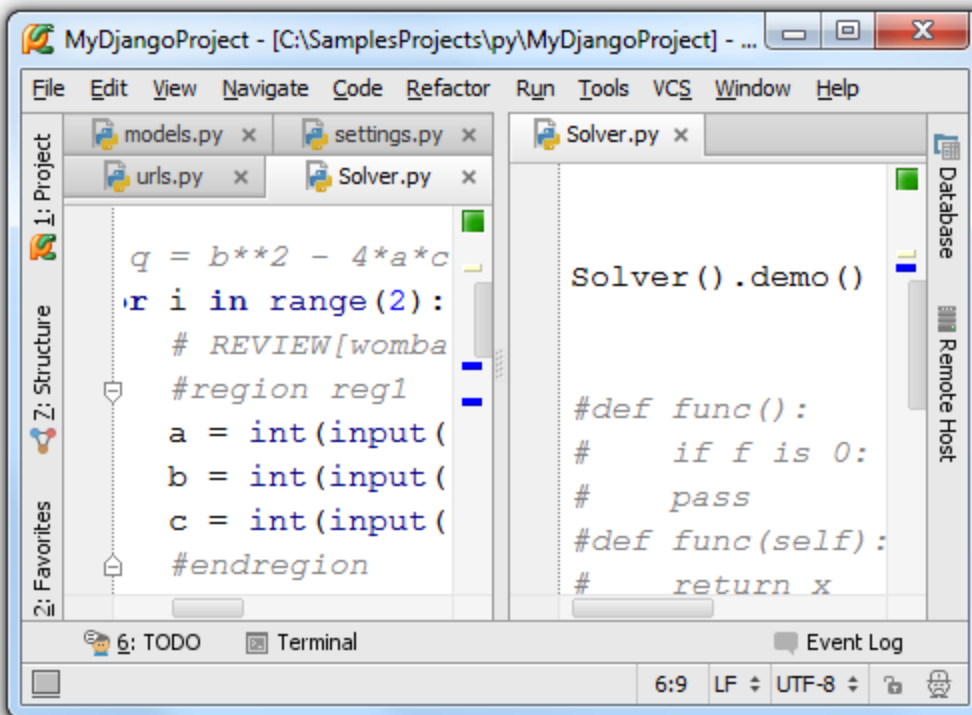 MyDjangoProject - [C:\SamplesProjects\py\MyDjangoProject] - ...
File Edit View Navigate Code Refactor Run Tools VCS Window Help
1: Project
Z: Structure
2: Favorites
models.py settings.py
urls.py Solver.py
q = b**2 - 4*a*c
r i in range(2):
# REVIEW[womba
#region reg1
a = int(input(
b = int(input(
c = int(input(
#endregion
Solver.py
Solver().demo()
#def func():
# if f is 0:
# pass
#def func(self):
# return x
Database
Remote Host
6: TODO Terminal Event Log
6:9 LF UTF-8